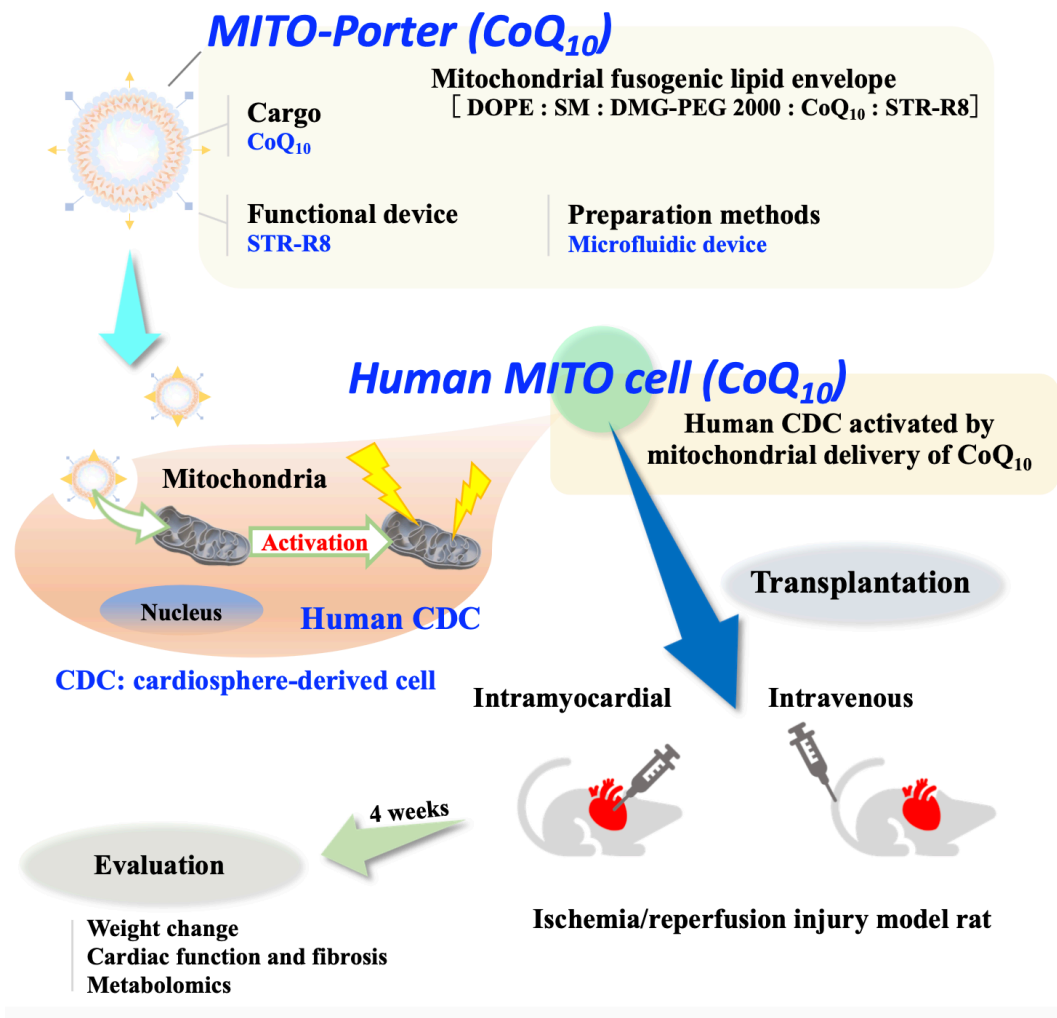 MITO-Porter (CoQ₁₀)
Mitochondrial fusogenic lipid envelope
[ DOPE : SM : DMG-PEG 2000 : CoQ₁₀ : STR-R8]
Cargo
CoQ₁₀
Functional device
STR-R8
Preparation methods
Microfluidic device
Human MITO cell (CoQ₁₀)
Human CDC activated by
mitochondrial delivery of CoQ₁₀
Mitochondria
Activation
Nucleus
Human CDC
CDC: cardiosphere-derived cell
Transplantation
Intramyocardial
Intravenous
4 weeks
Evaluation
Weight change
Cardiac function and fibrosis
Metabolomics
Ischemia/reperfusion injury model rat